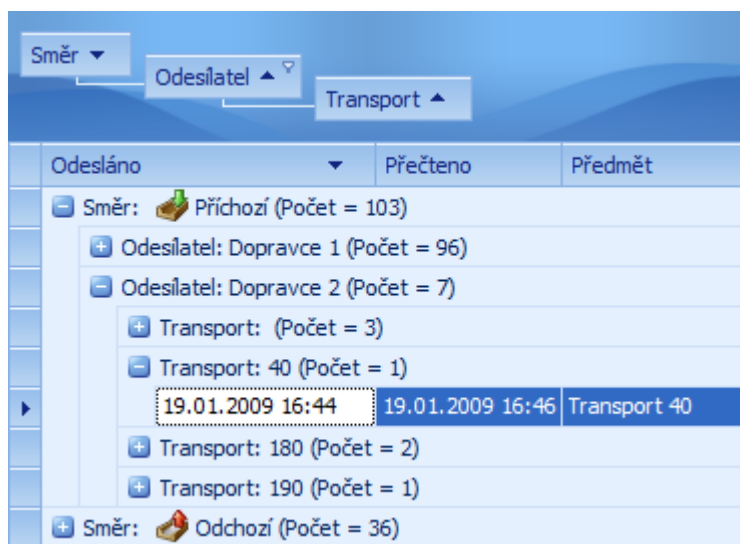 Směr
Odesílatel
Transport
Odesláno Přečteno Předmět
Směr: Příchozí (Počet = 103)
Odesílatel: Dopravce 1 (Počet = 96)
Odesílatel: Dopravce 2 (Počet = 7)
Transport: (Počet = 3)
Transport: 40 (Počet = 1)
19.01.2009 16:44 19.01.2009 16:46 Transport 40
Transport: 180 (Počet = 2)
Transport: 190 (Počet = 1)
Směr: Odchozí (Počet = 36)